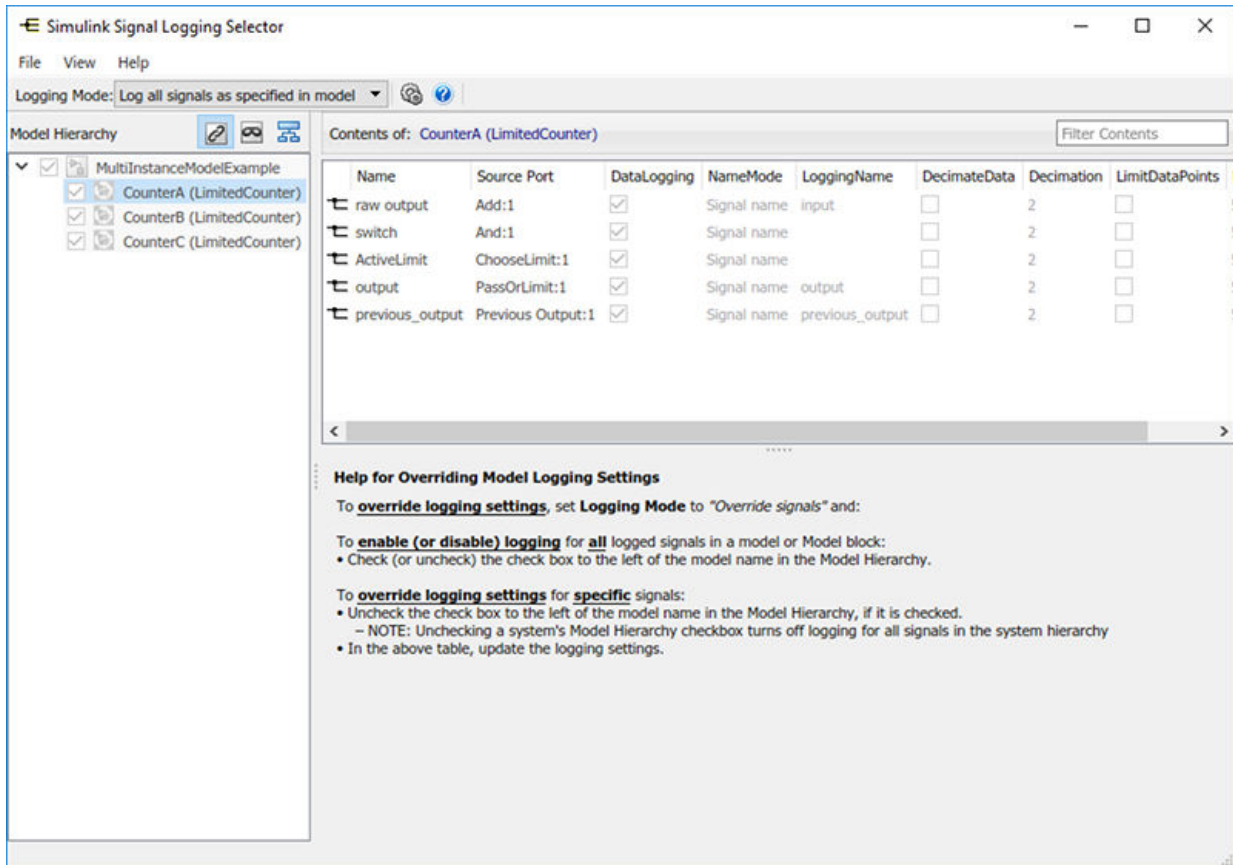 Simulink Signal Logging Selector
File View Help
Logging Mode: Log all signals as specified in model
Model Hierarchy
Contents of: CounterA (LimitedCounter)
Filter Contents
MultiInstanceModelExample
CounterA (LimitedCounter)
CounterB (LimitedCounter)
CounterC (LimitedCounter)
Name Source Port DataLogging NameMode LoggingName DecimateData Decimation LimitDataPoints
raw output Add:1 Signal name input 2
switch And:1 Signal name 2
ActiveLimit ChooseLimit:1 Signal name 2
output PassOrLimit:1 Signal name output 2
previous_output Previous Output:1 Signal name previous_output 2
Help for Overriding Model Logging Settings
To override logging settings, set Logging Mode to "Override signals" and:
To enable (or disable) logging for all logged signals in a model or Model block:
• Check (or uncheck) the check box to the left of the model name in the Model Hierarchy.
To override logging settings for specific signals:
• Uncheck the check box to the left of the model name in the Model Hierarchy, if it is checked.
– NOTE: Unchecking a system's Model Hierarchy checkbox turns off logging for all signals in the system hierarchy
• In the above table, update the logging settings.